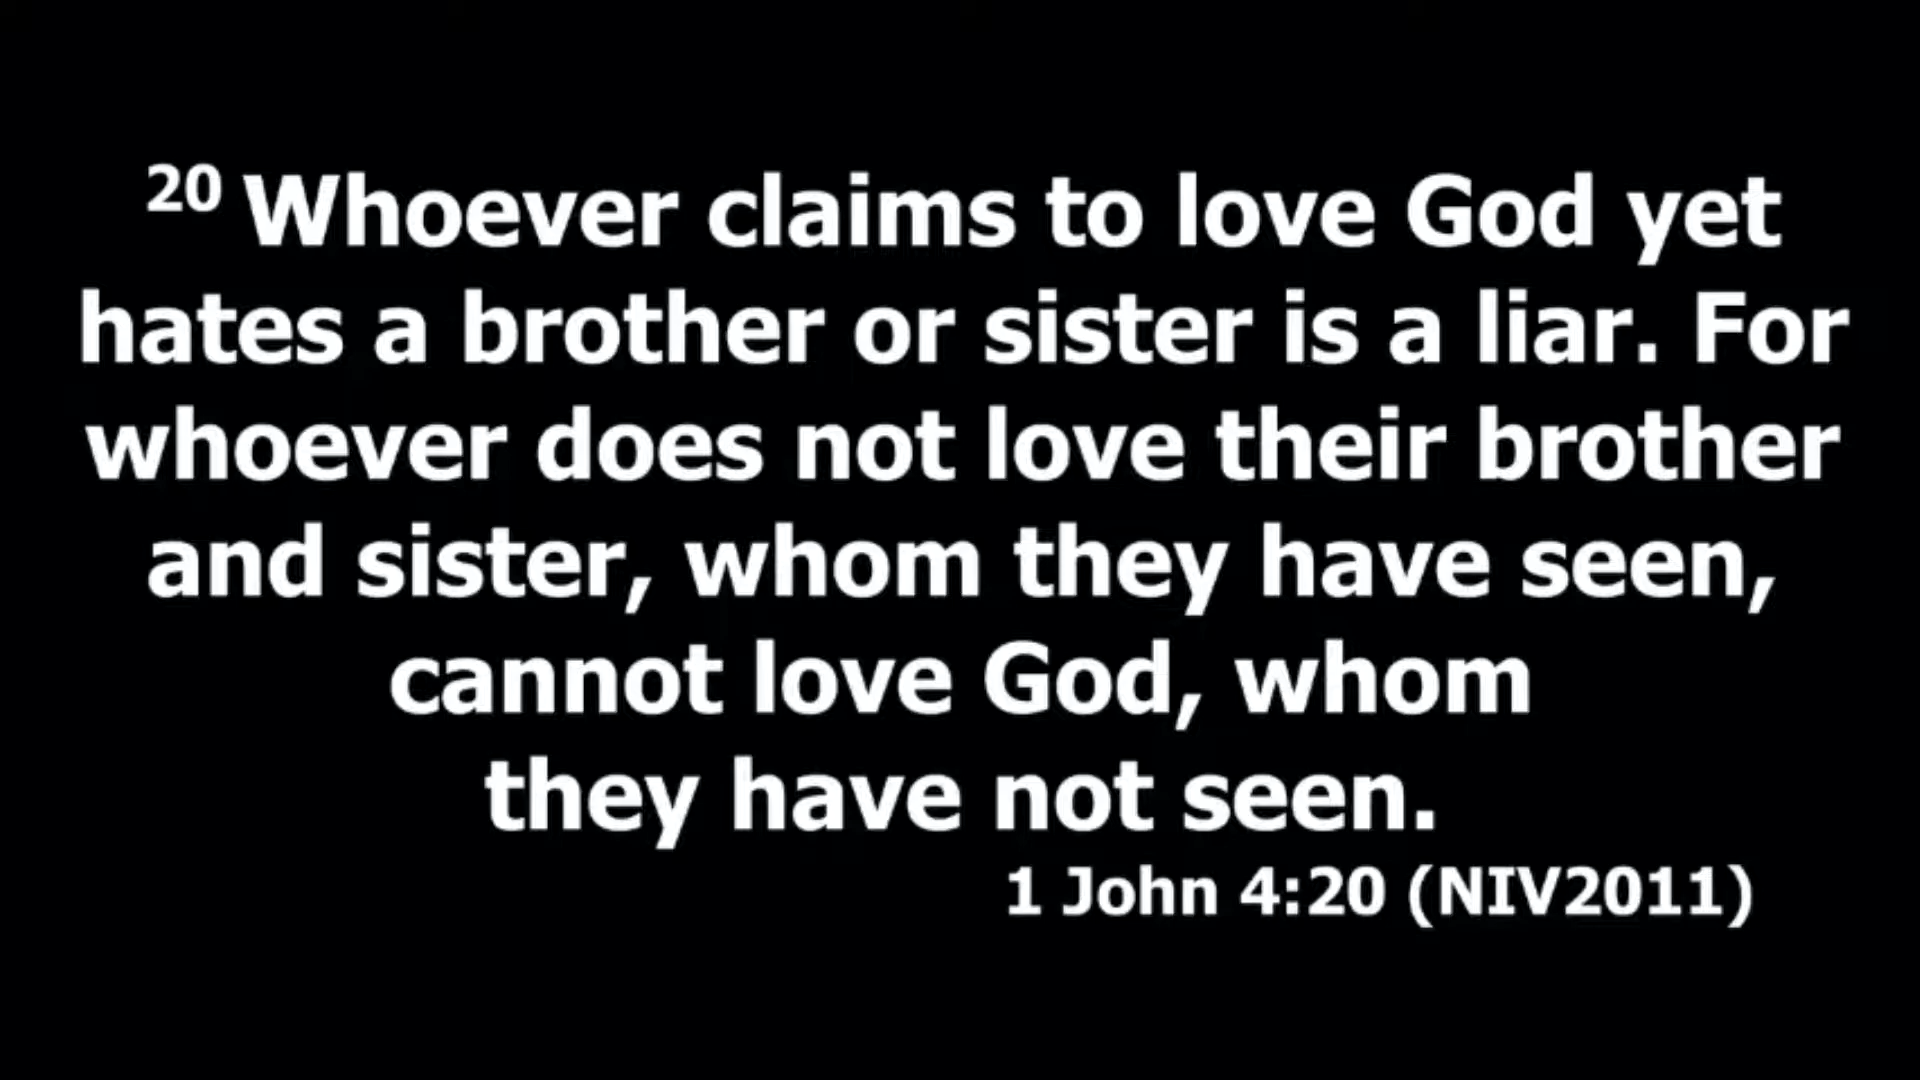 20 Whoever claims to love God yet
hates a brother or sister is a liar. For
whoever does not love their brother
and sister, whom they have seen,
cannot love God, whom
they have not seen.
1 John 4:20 (NIV2011)